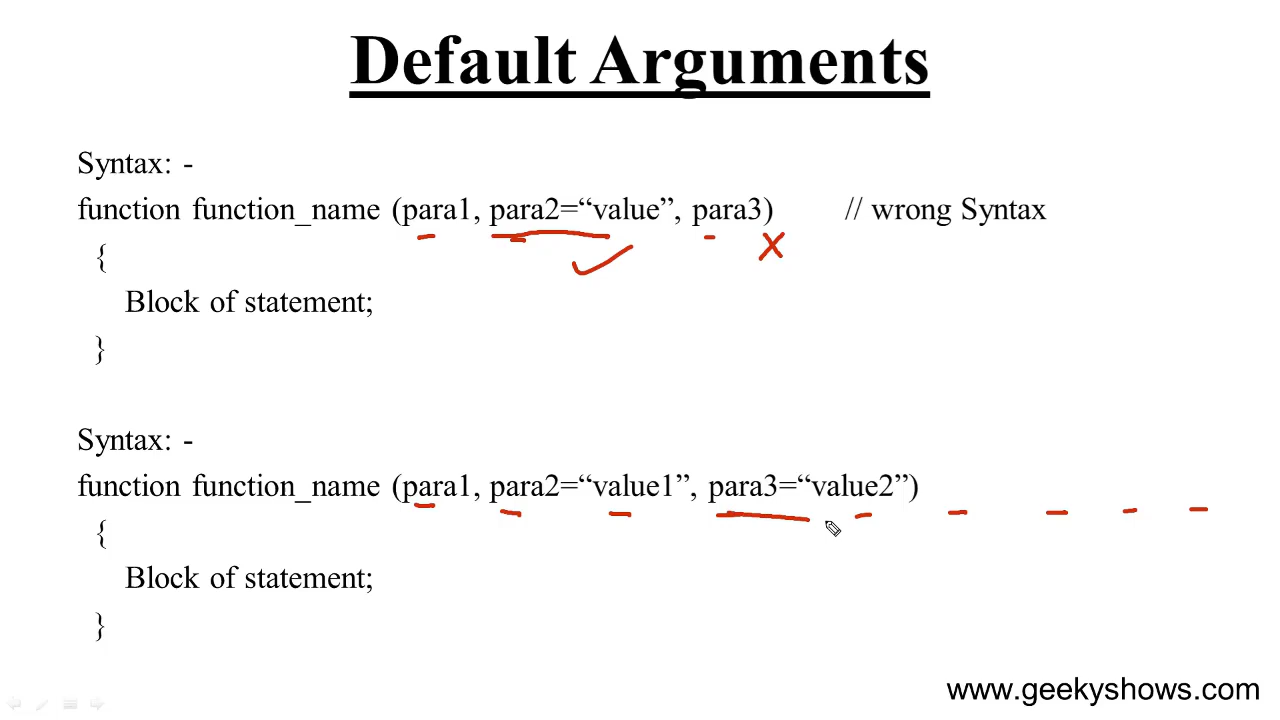 Default Arguments
Syntax: -
function function_name (para1, para2=“value”, para3) // wrong Syntax
{
Block of statement;
}
Syntax: -
function function_name (para1, para2=“value1”, para3=“value2”)
{
Block of statement;
}
www.geekyshows.com